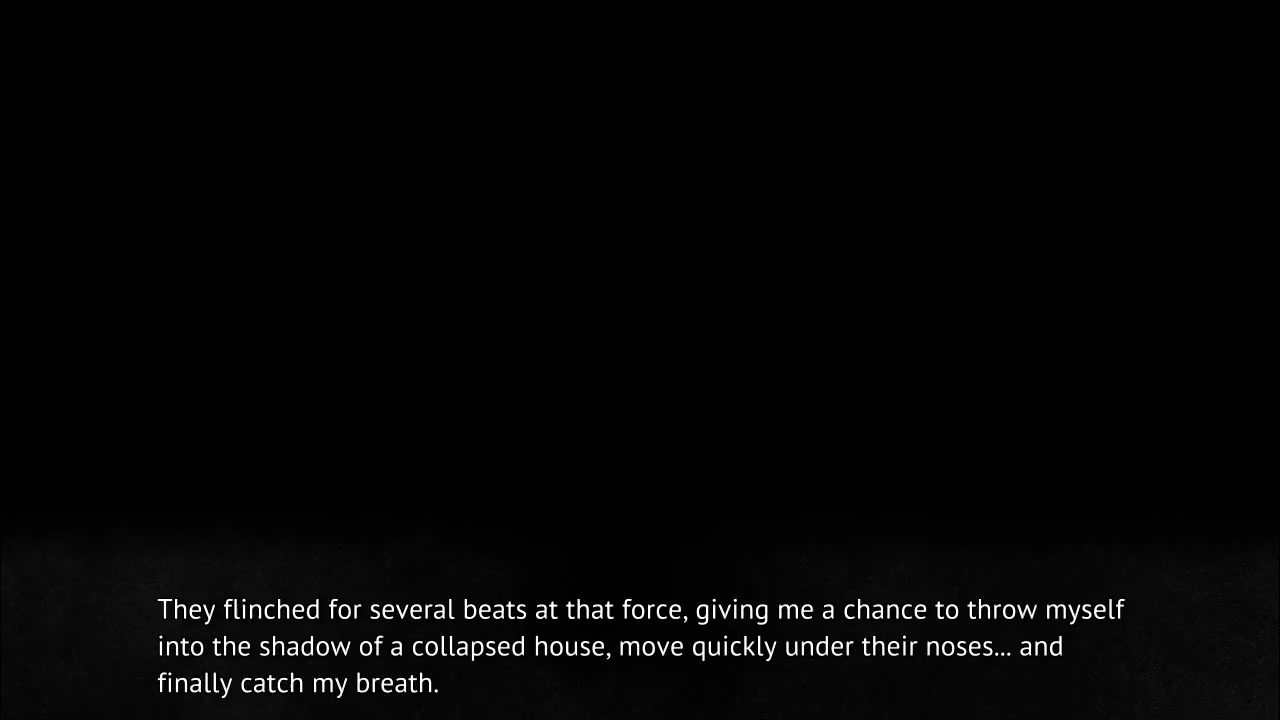 They flinched for several beats at that force, giving me a chance to throw myself
into the shadow of a collapsed house, move quickly under their noses... and
finally catch my breath.